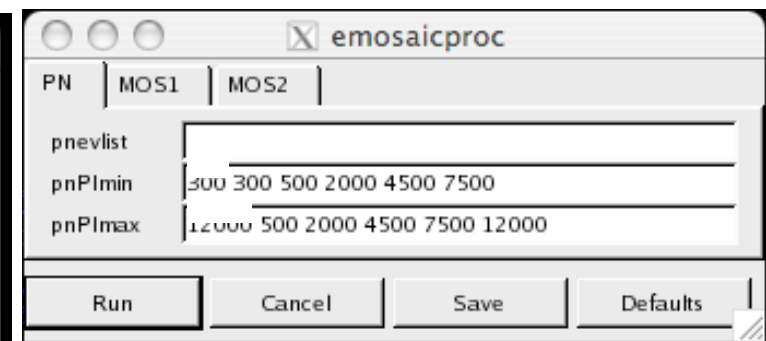 emosaicproc
PN MOS1 MOS2
pnevlist
pnPImin 300 300 500 2000 4500 7500
pnPImax 12000 500 2000 4500 7500 12000
Run Cancel Save Defaults